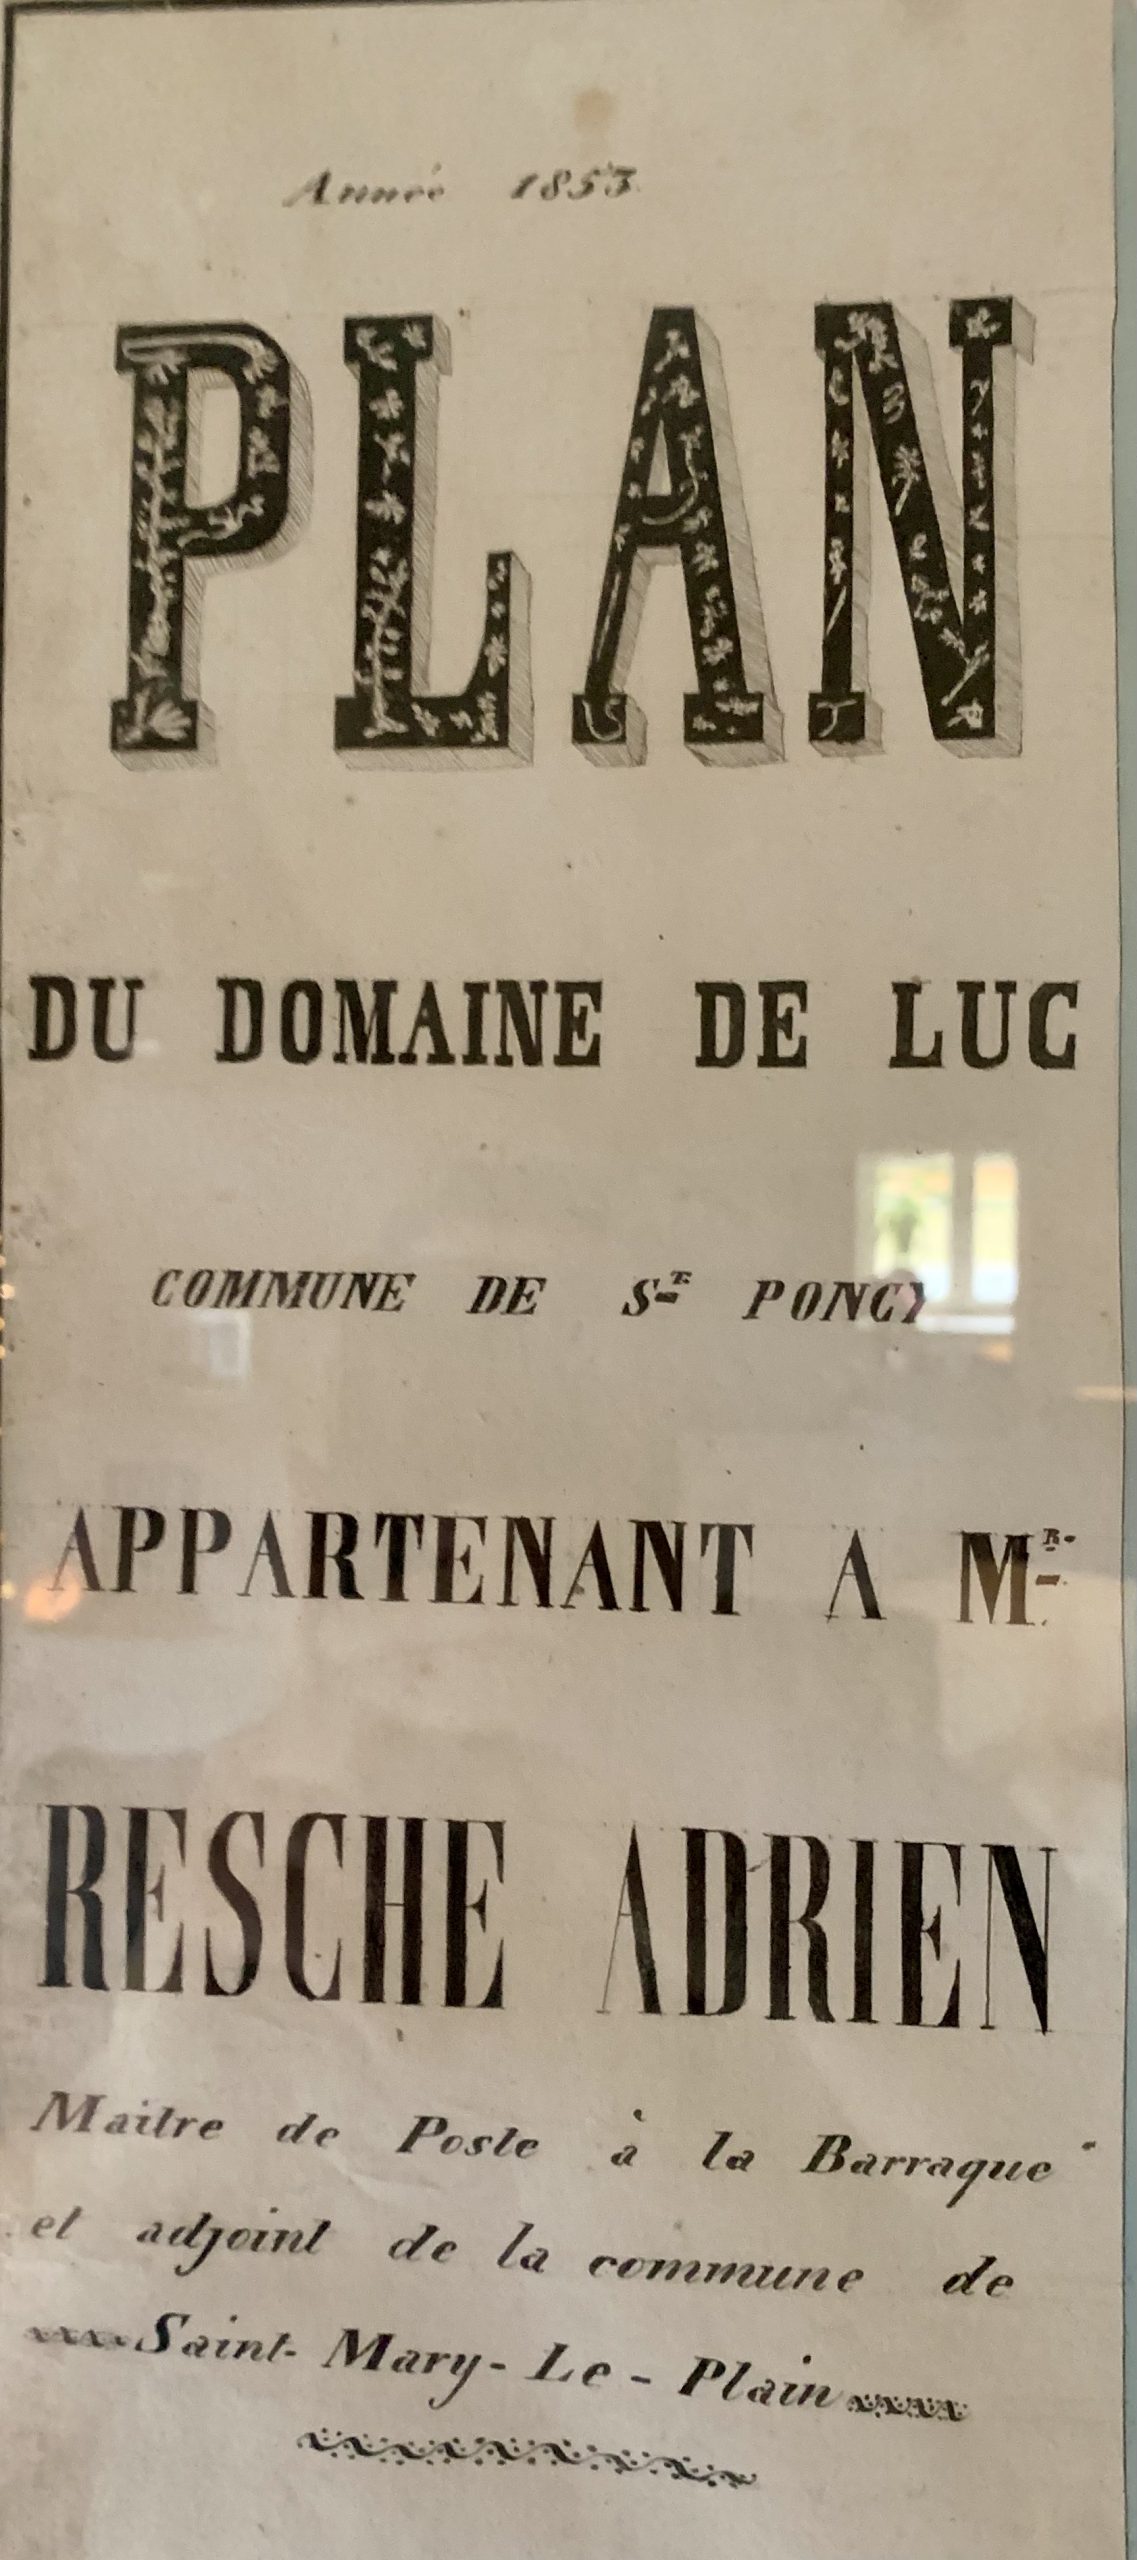 Année 1853
PLAN
DU DOMAINE DE LUC
COMMUNE DE STE PONCY
APPARTENANT A MR.
RESCHE ADRIEN
Maitre de Poste à la Barraque
et adjoint de la commune de
Saint-Mary-Le-Plain